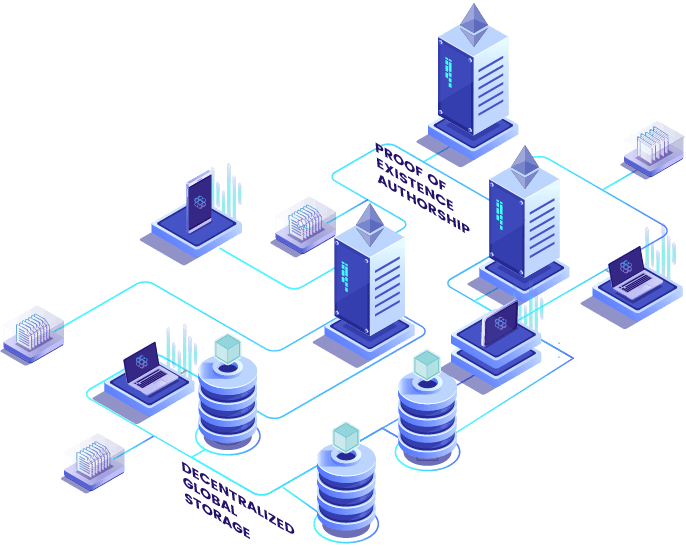 PROOF OF
EXISTENCE
AUTHORSHIP
DECENTRALIZED
GLOBAL
STORAGE